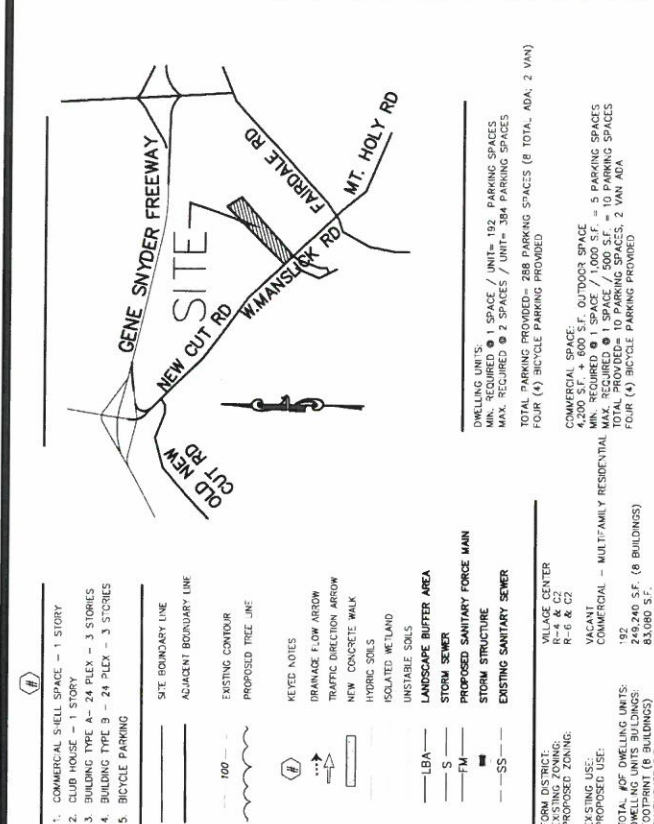 #
1. COMMERCIAL SHELL SPACE – 1 STORY
2. CLUB HOUSE – 1 STORY
3. BUILDING TYPE A– 24 PLEX – 3 STORIES
4. BUILDING TYPE B – 24 PLEX – 3 STORIES
5. BICYCLE PARKING
SITE BOUNDARY LINE
ADJACENT BOUNDARY LINE
100 EXISTING CONTOUR
PROPOSED TREE LINE
# KEYED NOTES
DRAINAGE FLOW ARROW
TRAFFIC DIRECTION ARROW
NEW CONCRETE WALK
HYDRIC SOILS
ISOLATED WETLAND
UNSTABLE SOILS
LBA LANDSCAPE BUFFER AREA
S STORM SEWER
FM PROPOSED SANITARY FORCE MAIN
STORM STRUCTURE
SS EXISTING SANITARY SEWER
GENE SNYDER FREEWAY
SITE
NEW CUT RD
OLD NEW
CUT RD
W.MANSLICK RD
FAIRDALE RD
MT. HOLY RD
FORM DISTRICT: VILLAGE CENTER
EXISTING ZONING: R–4 & C2
PROPOSED ZONING: R–6 & C2
EXISTING USE: VACANT
PROPOSED USE: COMMERCIAL – MULTIFAMILY RESIDENTIAL
TOTAL #OF DWELLING UNITS: 192
DWELLING UNITS BUILDINGS: 249,240 S.F. (8 BUILDINGS)
FOOTPRINT (8 BUILDINGS) 83,080 S.F.
DWELLING UNITS:
MIN. REQUIRED @ 1 SPACE / UNIT= 192 PARKING SPACES
MAX. REQUIRED @ 2 SPACES / UNIT= 384 PARKING SPACES
TOTAL PARKING PROVIDED= 288 PARKING SPACES (8 TOTAL ADA; 2 VAN)
FOUR (4) BICYCLE PARKING PROVIDED
COMMERCIAL SPACE:
4,200 S.F. + 600 S.F. OUTDOOR SPACE
MIN. REQUIRED @ 1 SPACE / 1,000 S.F. = 5 PARKING SPACES
MAX. REQUIRED @ 1 SPACE / 500 S.F. = 10 PARKING SPACES
TOTAL PROVIDED= 10 PARKING SPACES, 2 VAN ADA
FOUR (4) BICYCLE PARKING PROVIDED